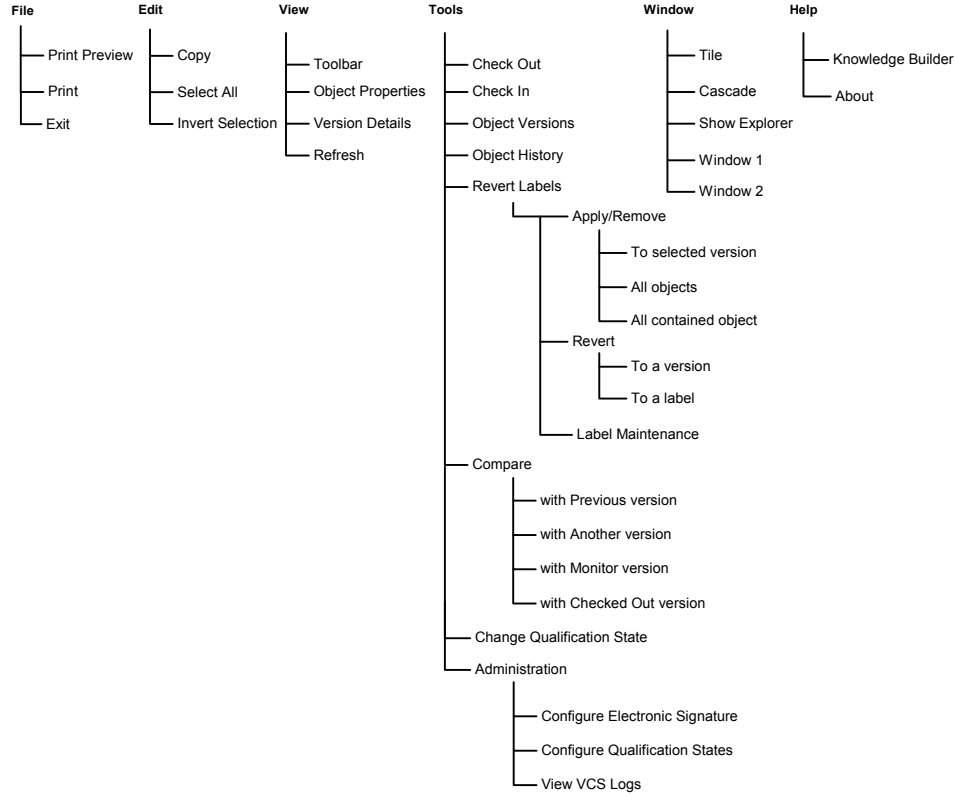 File
Print Preview
Print
Exit
Edit
Copy
Select All
Invert Selection
View
Toolbar
Object Properties
Version Details
Refresh
Tools
Check Out
Check In
Object Versions
Object History
Revert Labels
Apply/Remove
To selected version
All objects
All contained object
Revert
To a version
To a label
Label Maintenance
Compare
with Previous version
with Another version
with Monitor version
with Checked Out version
Change Qualification State
Administration
Configure Electronic Signature
Configure Qualification States
View VCS Logs
Window
Tile
Cascade
Show Explorer
Window 1
Window 2
Help
Knowledge Builder
About